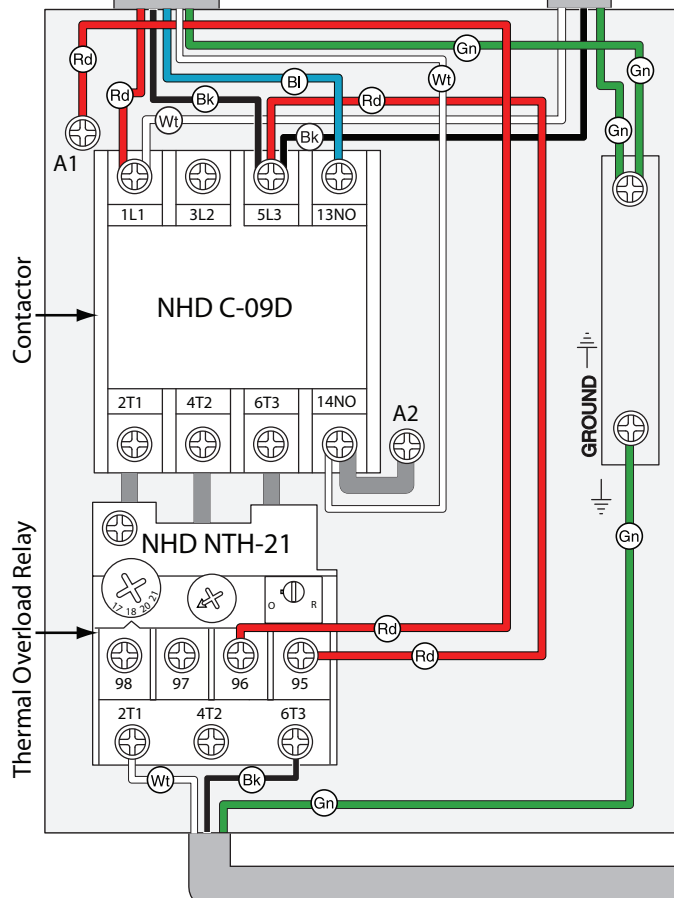 Gn
Rd
Gn
Bl
Wt
Rd
Bk
Rd
Wt
Gn
Bk
A1
1L1 3L2 5L3 13NO
Contactor
NHD C-09D
GROUND
2T1 4T2 6T3 14NO
A2
Gn
Thermal Overload Relay
NHD NTH-21
17 18 20 21
O R
Rd
Rd
98 97 96 95
2T1 4T2 6T3
Wt
Bk
Gn